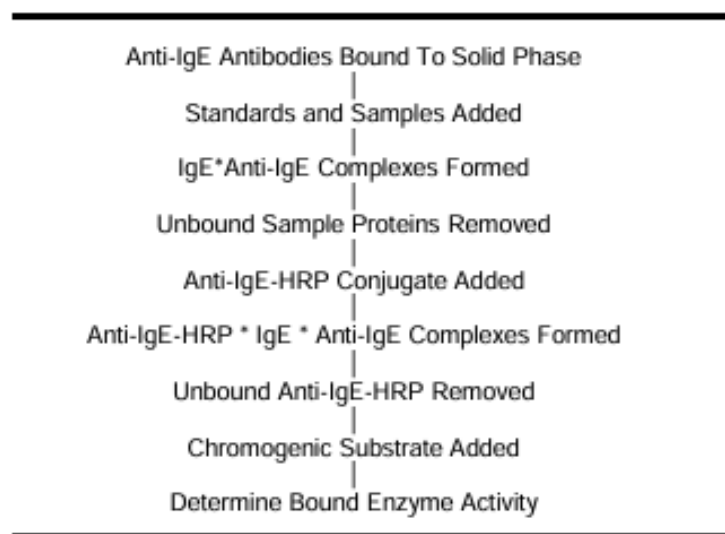 Anti-IgE Antibodies Bound To Solid Phase
Standards and Samples Added
IgE*Anti-IgE Complexes Formed
Unbound Sample Proteins Removed
Anti-IgE-HRP Conjugate Added
Anti-IgE-HRP * IgE * Anti-IgE Complexes Formed
Unbound Anti-IgE-HRP Removed
Chromogenic Substrate Added
Determine Bound Enzyme Activity